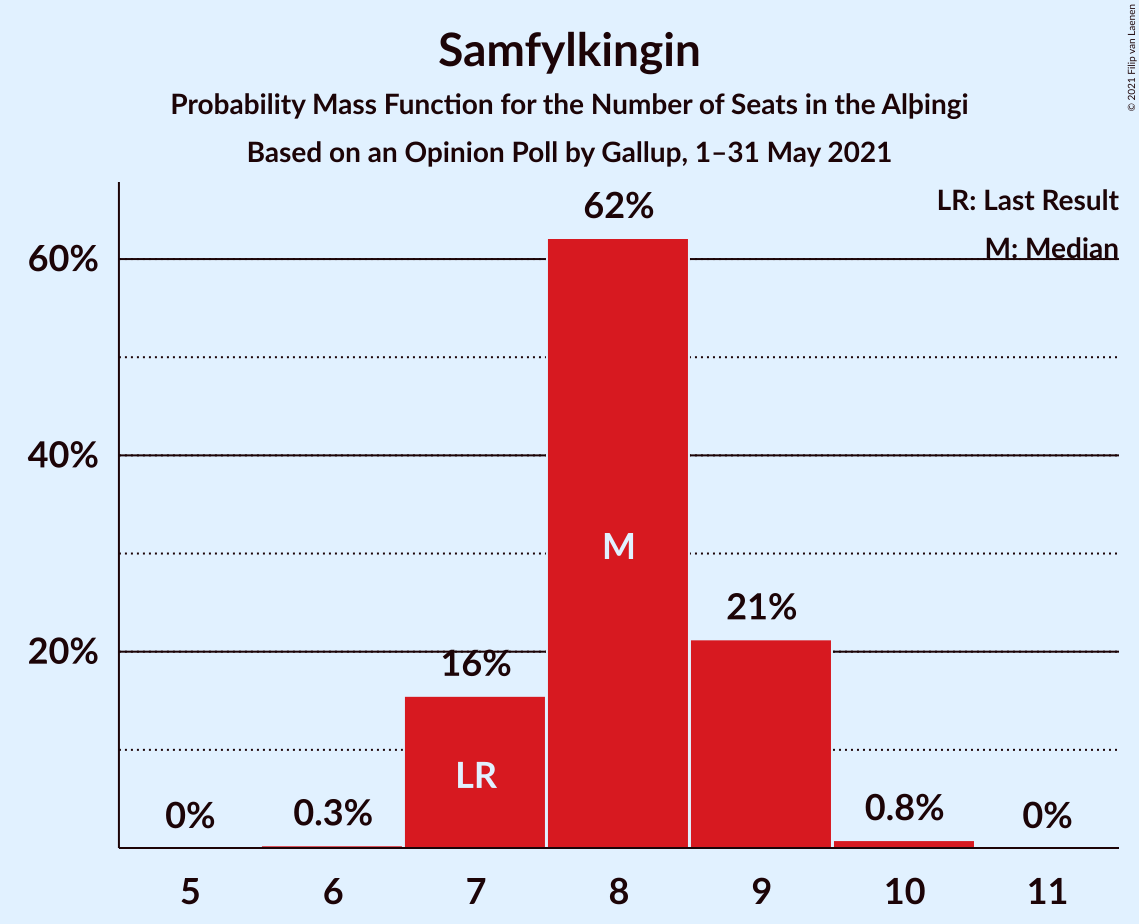 Samfylkingin
Probability Mass Function for the Number of Seats in the Alþingi
Based on an Opinion Poll by Gallup, 1–31 May 2021
© 2021 Filip van Laenen
LR: Last Result
M: Median
62%
60%
40%
M
21%
20%
16%
LR
0%
0.3%
0.8%
0%
5
6
7
8
9
10
11